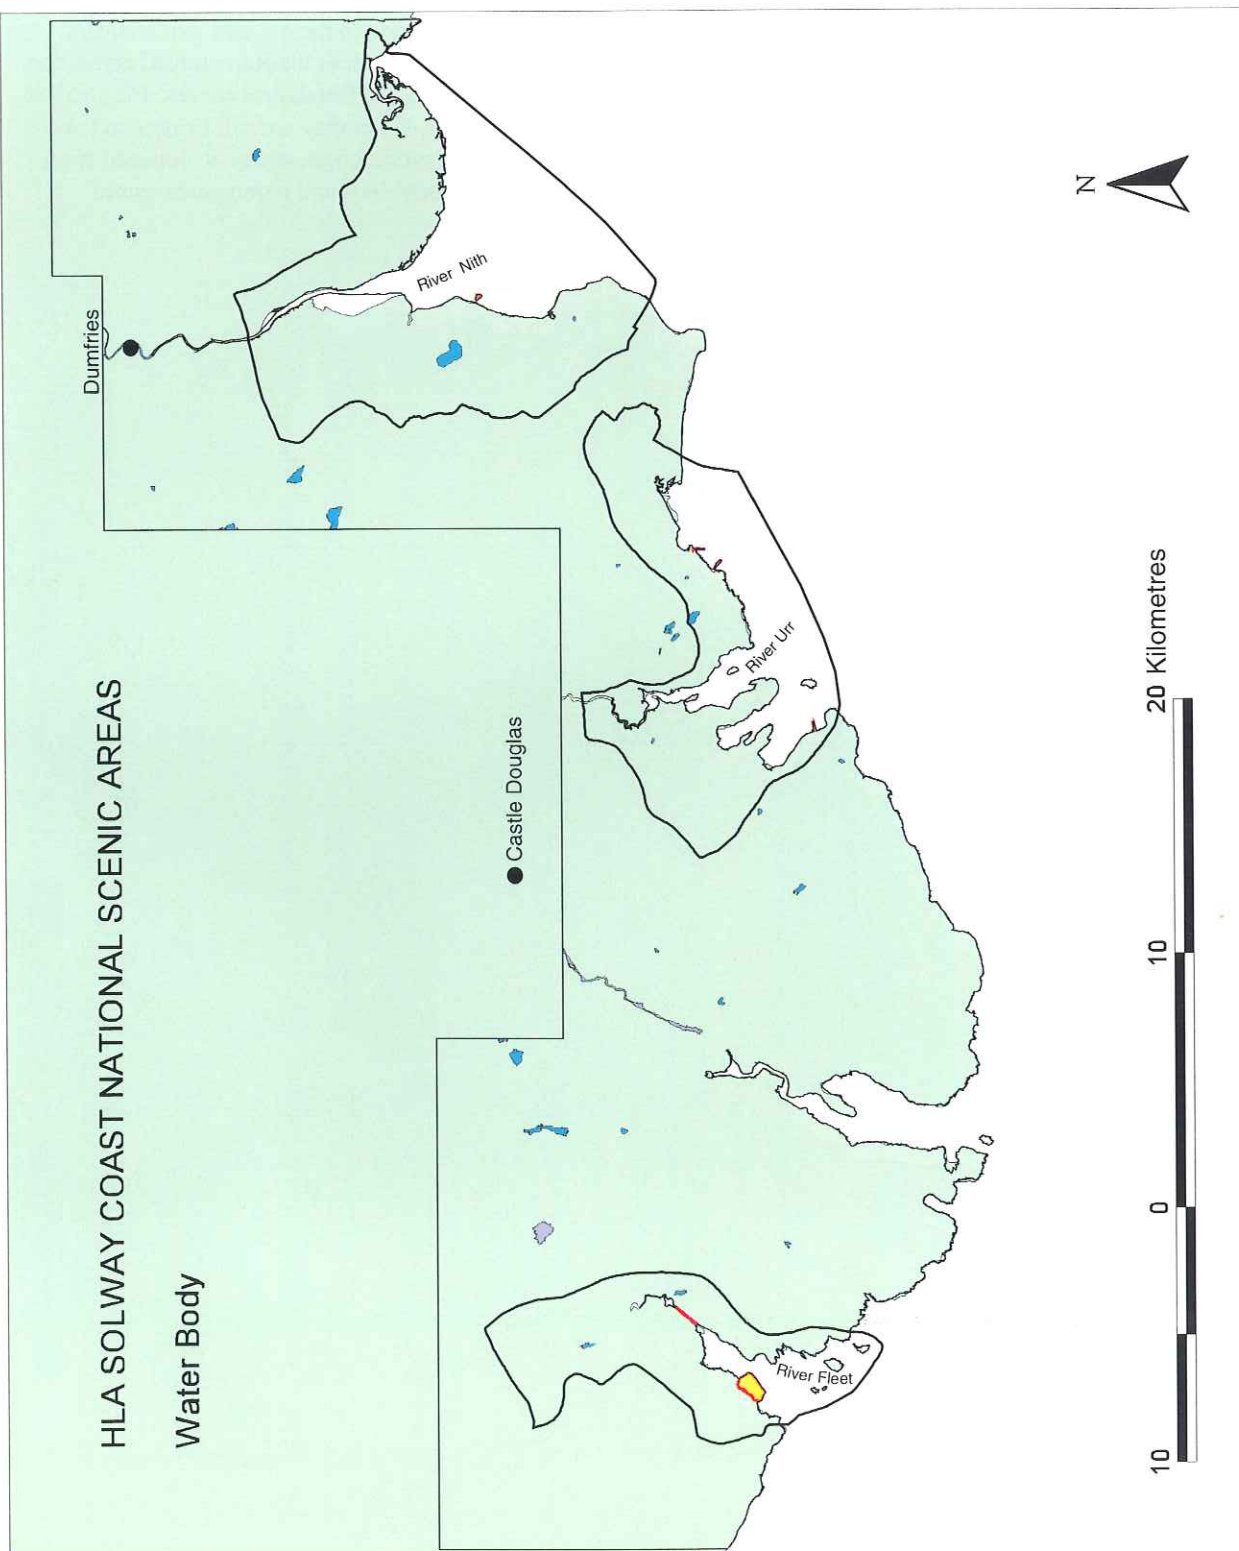 HLA SOLWAY COAST NATIONAL SCENIC AREAS
Water Body
Dumfries
River Nith
Castle Douglas
River Urr
River Fleet
N
10 0 10 20 Kilometres